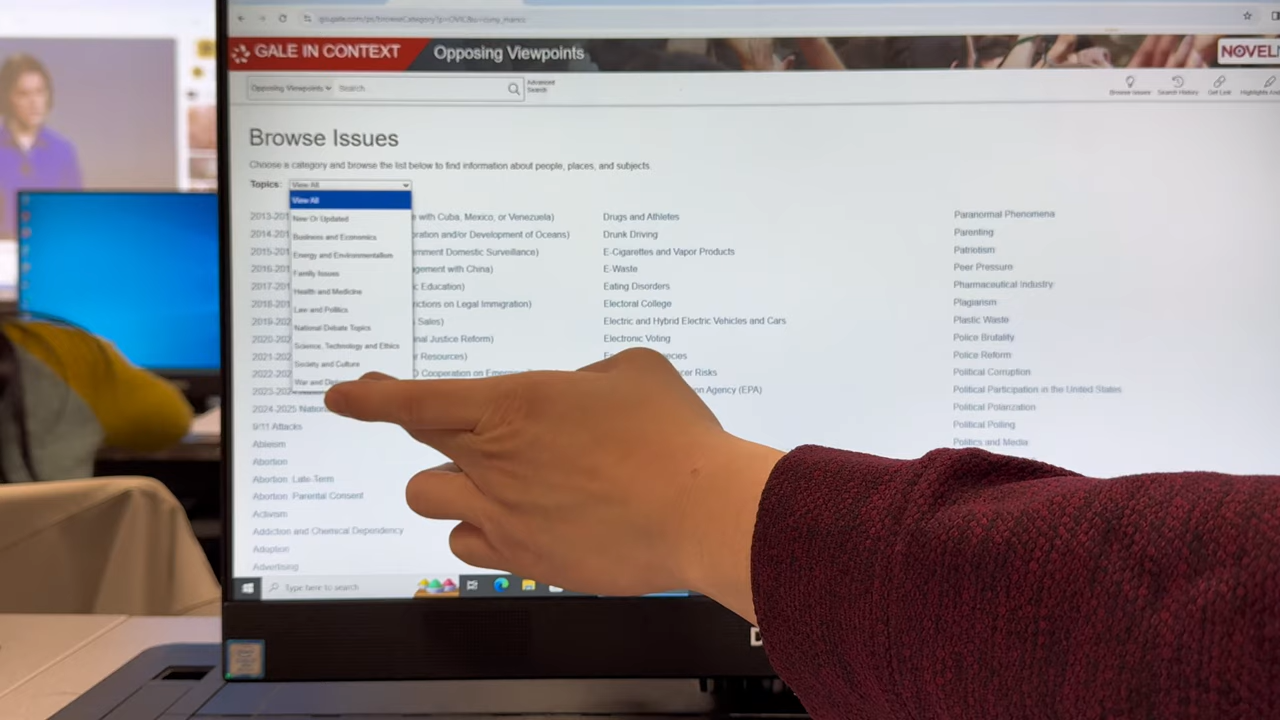 GALE IN CONTEXT
Opposing Viewpoints
Opposing Viewpoints
Search
Advanced
Search
Browse Issues
Search History
Get Link
Browse Issues
Choose a category and browse the list below to find information about people, places, and subjects.
Topics:
View All
View All
New Or Updated
Business and Economics
Energy and Environmentalism
Family Issues
Health and Medicine
Law and Politics
National Debate Topics
Science, Technology and Ethics
Society and Culture
War and
2024-2025
9/11 Attacks
Ableism
Abortion
Abortion, Late-Term
Abortion, Parental Consent
Activism
Addiction and Chemical Dependency
Adoption
Advertising
with Cuba, Mexico, or Venezuela)
and/or Development of Oceans)
Domestic Surveillance)
with China)
Education)
on Legal Immigration)
Sales)
Justice Reform)
Resources)
Cooperation on
Drugs and Athletes
Drunk Driving
E-Cigarettes and Vapor Products
E-Waste
Eating Disorders
Electoral College
Electric and Hybrid Electric Vehicles and Cars
Electronic Voting
Risks
Agency (EPA)
Paranormal Phenomena
Parenting
Patriotism
Peer Pressure
Pharmaceutical Industry
Plagiarism
Plastic Waste
Police Brutality
Police Reform
Political Corruption
Political Participation in the United States
Political Polarization
Political Polling
Politics and Media
Type here to search